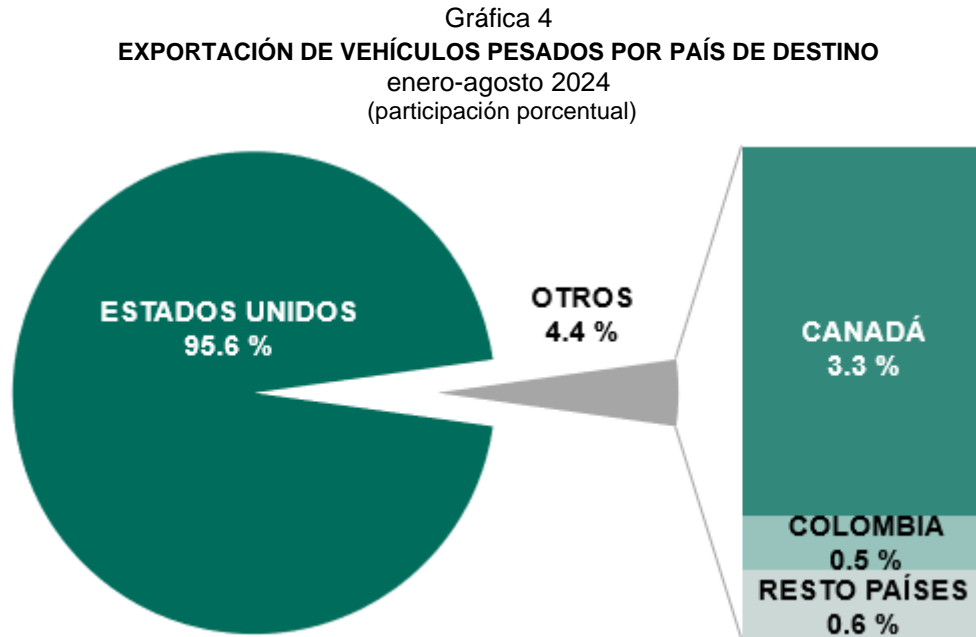 Gráfica 4
EXPORTACIÓN DE VEHÍCULOS PESADOS POR PAÍS DE DESTINO
enero-agosto 2024
(participación porcentual)
ESTADOS UNIDOS
95.6 %
OTROS
4.4 %
CANADÁ
3.3 %
COLOMBIA
0.5 %
RESTO PAÍSES
0.6 %